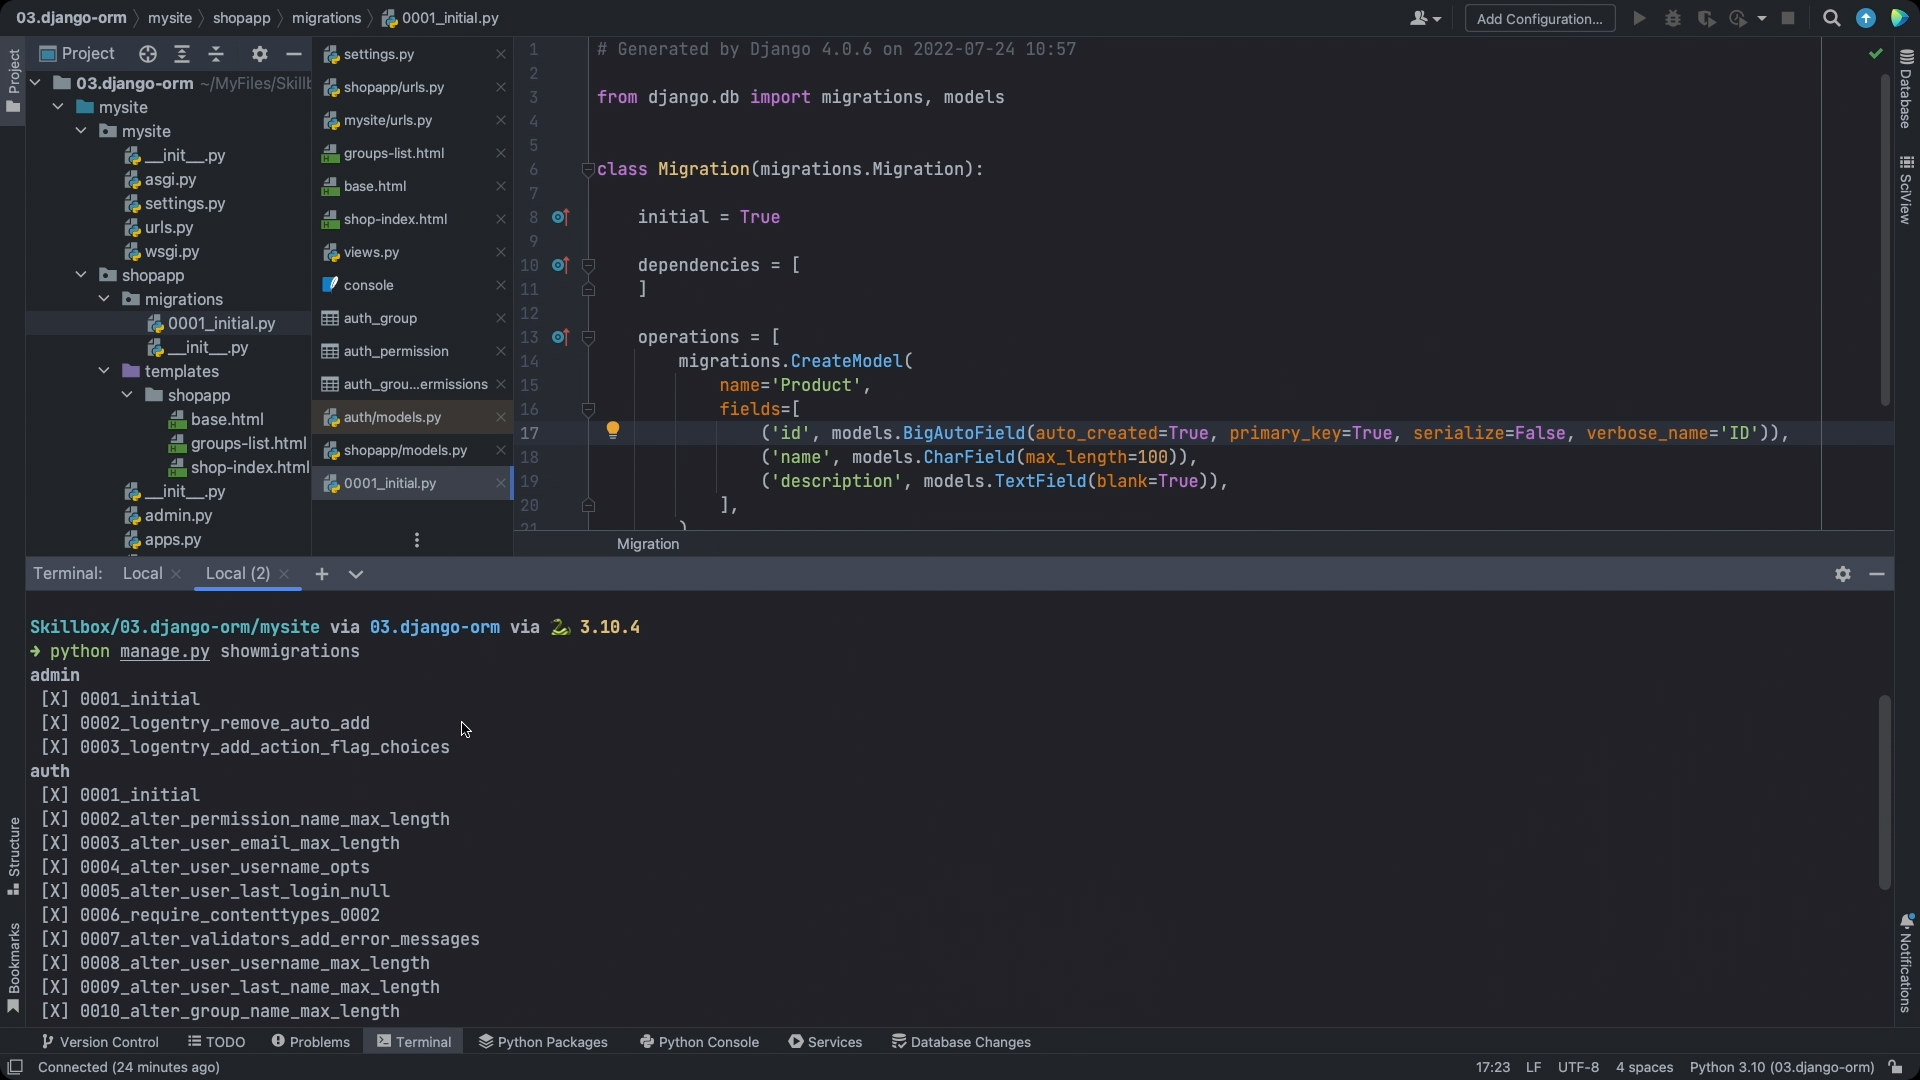 03.django-orm mysite shopapp migrations 0001_initial.py
Add Configuration...
Project
Project
03.django-orm ~/MyFiles/Skillb
mysite
mysite
__init__.py
asgi.py
settings.py
urls.py
wsgi.py
shopapp
migrations
0001_initial.py
__init__.py
templates
shopapp
base.html
groups-list.html
shop-index.html
__init__.py
admin.py
apps.py
settings.py
shopapp/urls.py
mysite/urls.py
groups-list.html
base.html
shop-index.html
views.py
console
auth_group
auth_permission
auth_grou...ermissions
auth/models.py
shopapp/models.py
0001_initial.py
1 # Generated by Django 4.0.6 on 2022-07-24 10:57
2
3 from django.db import migrations, models
4
5
6 class Migration(migrations.Migration):
7
8 initial = True
9
10 dependencies = [
11 ]
12
13 operations = [
14 migrations.CreateModel(
15 name='Product',
16 fields=[
17 ('id', models.BigAutoField(auto_created=True, primary_key=True, serialize=False, verbose_name='ID')),
18 ('name', models.CharField(max_length=100)),
19 ('description', models.TextField(blank=True)),
20 ],
21 )
Migration
Database
SciView
Notifications
Structure
Bookmarks
Terminal: Local Local (2)
Skillbox/03.django-orm/mysite via 03.django-orm via 3.10.4
→ python manage.py showmigrations
admin
[X] 0001_initial
[X] 0002_logentry_remove_auto_add
[X] 0003_logentry_add_action_flag_choices
auth
[X] 0001_initial
[X] 0002_alter_permission_name_max_length
[X] 0003_alter_user_email_max_length
[X] 0004_alter_user_username_opts
[X] 0005_alter_user_last_login_null
[X] 0006_require_contenttypes_0002
[X] 0007_alter_validators_add_error_messages
[X] 0008_alter_user_username_max_length
[X] 0009_alter_user_last_name_max_length
[X] 0010_alter_group_name_max_length
Version Control TODO Problems Terminal Python Packages Python Console Services Database Changes
Connected (24 minutes ago) 17:23 LF UTF-8 4 spaces Python 3.10 (03.django-orm)